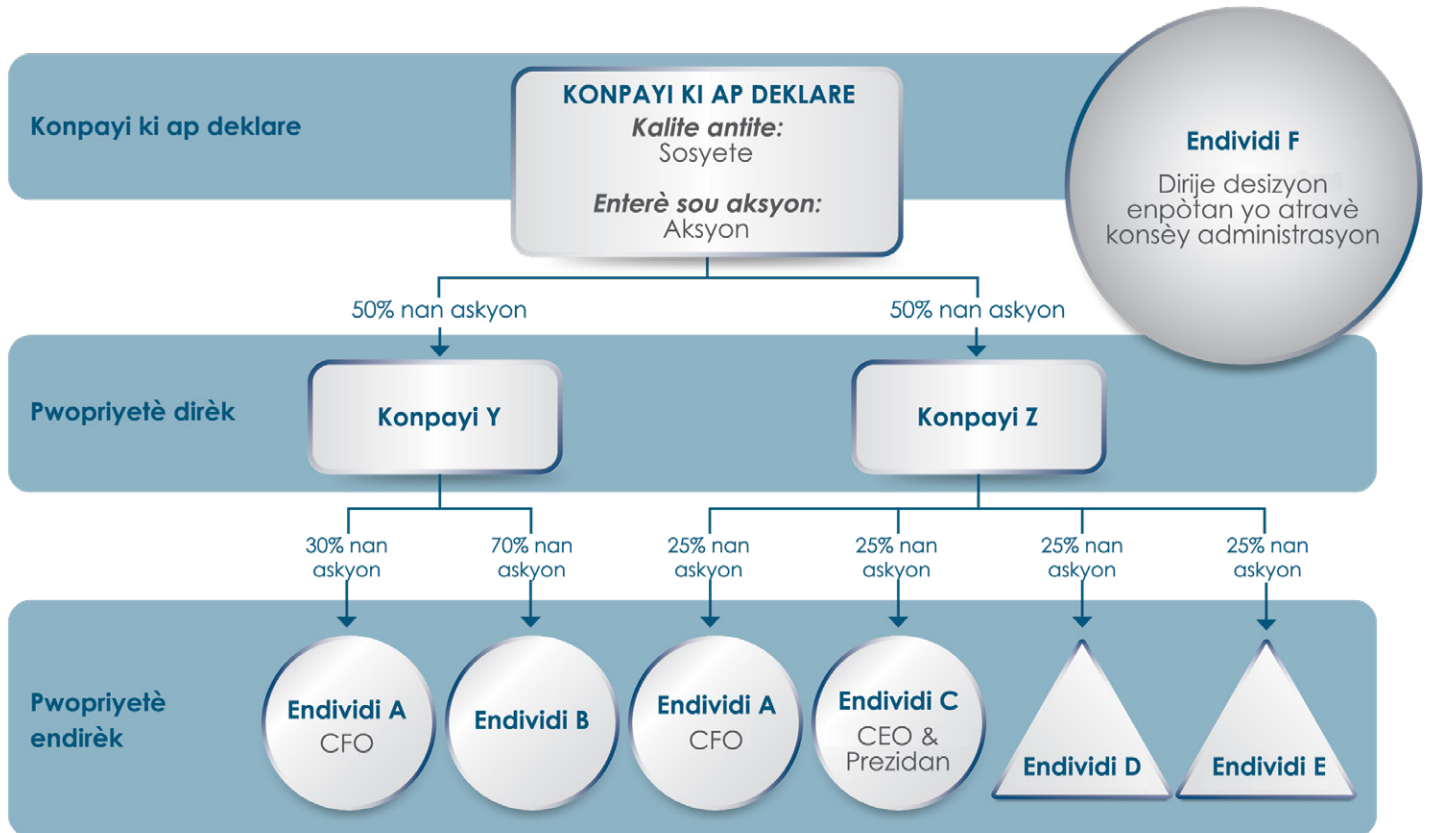 Konpayi ki ap deklare
KONPAYI KI AP DEKLARE
Kalite antite:
Sosyete
Enterè sou aksyon:
Aksyon
Endividi F
Dirije desizyon
enpòtan yo atravè
konsèy administrasyon
50% nan askyon
50% nan askyon
Pwopriyetè dirèk
Konpayi Y
Konpayi Z
30% nan
askyon
70% nan
askyon
25% nan
askyon
25% nan
askyon
25% nan
askyon
25% nan
askyon
Pwopriyetè
endirèk
Endividi A
CFO
Endividi B
Endividi A
CFO
Endividi C
CEO &
Prezidan
Endividi D
Endividi E